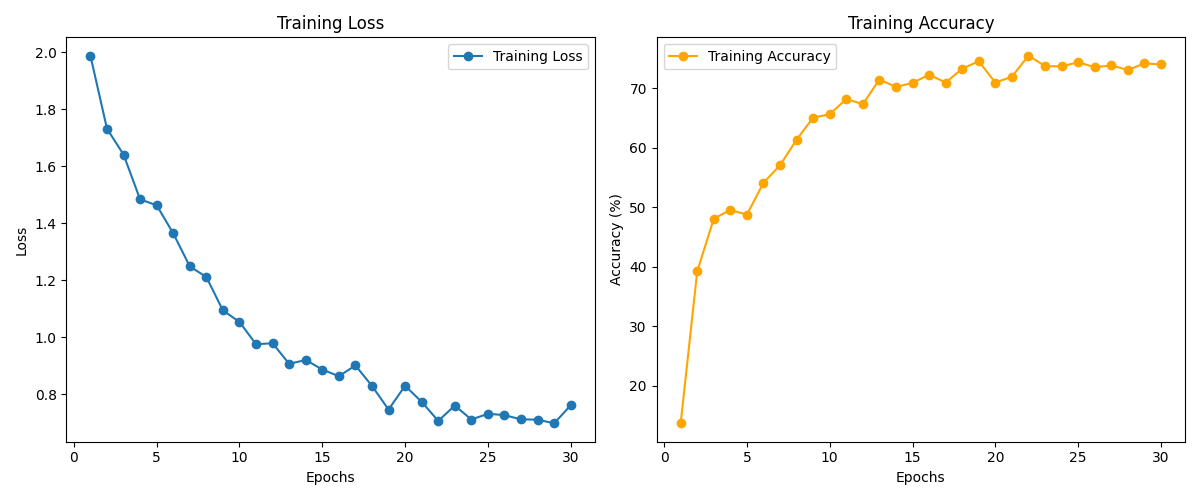 Training Loss
Training Loss
2.0
1.8
1.6
1.4
1.2
1.0
0.8
Loss
0 5 10 15 20 25 30
Epochs
Training Accuracy
Training Accuracy
70
60
50
40
30
20
Accuracy (%)
0 5 10 15 20 25 30
Epochs